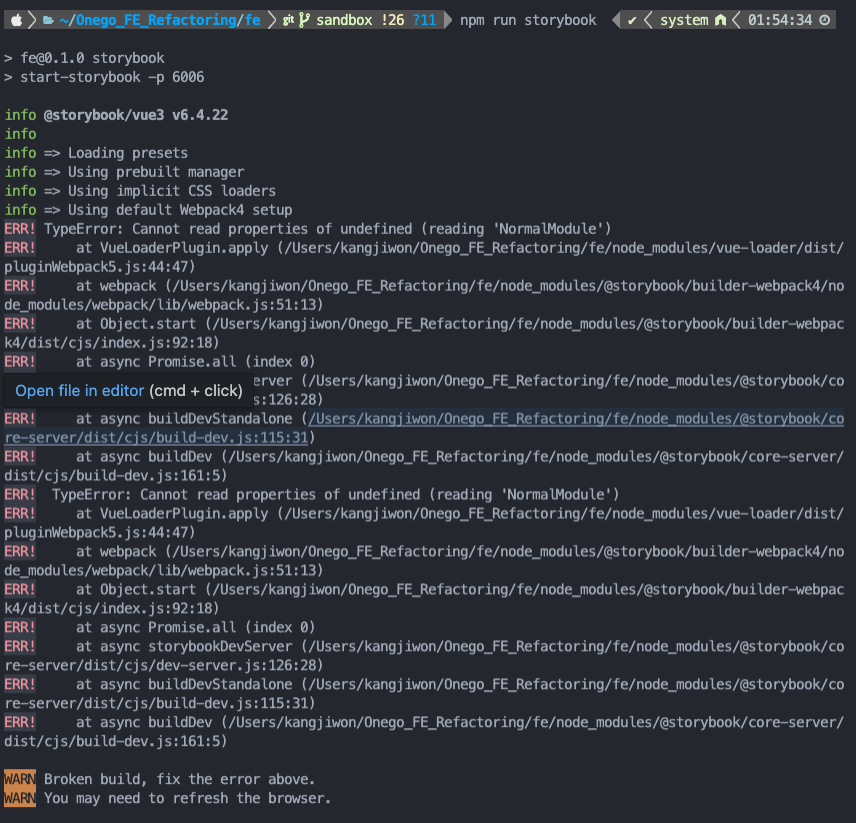 ~/Onego_FE_Refactoring/fe git sandbox !26 ?11 npm run storybook ✔ system 01:54:34
> fe@0.1.0 storybook
> start-storybook -p 6006
info @storybook/vue3 v6.4.22
info
info => Loading presets
info => Using prebuilt manager
info => Using implicit CSS loaders
info => Using default Webpack4 setup
ERR! TypeError: Cannot read properties of undefined (reading 'NormalModule')
ERR!     at VueLoaderPlugin.apply (/Users/kangjiwon/Onego_FE_Refactoring/fe/node_modules/vue-loader/dist/
pluginWebpack5.js:44:47)
ERR!     at webpack (/Users/kangjiwon/Onego_FE_Refactoring/fe/node_modules/@storybook/builder-webpack4/no
de_modules/webpack/lib/webpack.js:51:13)
ERR!     at Object.start (/Users/kangjiwon/Onego_FE_Refactoring/fe/node_modules/@storybook/builder-webpac
k4/dist/cjs/index.js:92:18)
ERR!     at async Promise.all (index 0)
erver (/Users/kangjiwon/Onego_FE_Refactoring/fe/node_modules/@storybook/co
Open file in editor (cmd + click)
s:126:28)
ERR!     at async buildDevStandalone (/Users/kangjiwon/Onego_FE_Refactoring/fe/node_modules/@storybook/co
re-server/dist/cjs/build-dev.js:115:31)
ERR!     at async buildDev (/Users/kangjiwon/Onego_FE_Refactoring/fe/node_modules/@storybook/core-server/
dist/cjs/build-dev.js:161:5)
ERR!  TypeError: Cannot read properties of undefined (reading 'NormalModule')
ERR!     at VueLoaderPlugin.apply (/Users/kangjiwon/Onego_FE_Refactoring/fe/node_modules/vue-loader/dist/
pluginWebpack5.js:44:47)
ERR!     at webpack (/Users/kangjiwon/Onego_FE_Refactoring/fe/node_modules/@storybook/builder-webpack4/no
de_modules/webpack/lib/webpack.js:51:13)
ERR!     at Object.start (/Users/kangjiwon/Onego_FE_Refactoring/fe/node_modules/@storybook/builder-webpac
k4/dist/cjs/index.js:92:18)
ERR!     at async Promise.all (index 0)
ERR!     at async storybookDevServer (/Users/kangjiwon/Onego_FE_Refactoring/fe/node_modules/@storybook/co
re-server/dist/cjs/dev-server.js:126:28)
ERR!     at async buildDevStandalone (/Users/kangjiwon/Onego_FE_Refactoring/fe/node_modules/@storybook/co
re-server/dist/cjs/build-dev.js:115:31)
ERR!     at async buildDev (/Users/kangjiwon/Onego_FE_Refactoring/fe/node_modules/@storybook/core-server/
dist/cjs/build-dev.js:161:5)
WARN Broken build, fix the error above.
WARN You may need to refresh the browser.